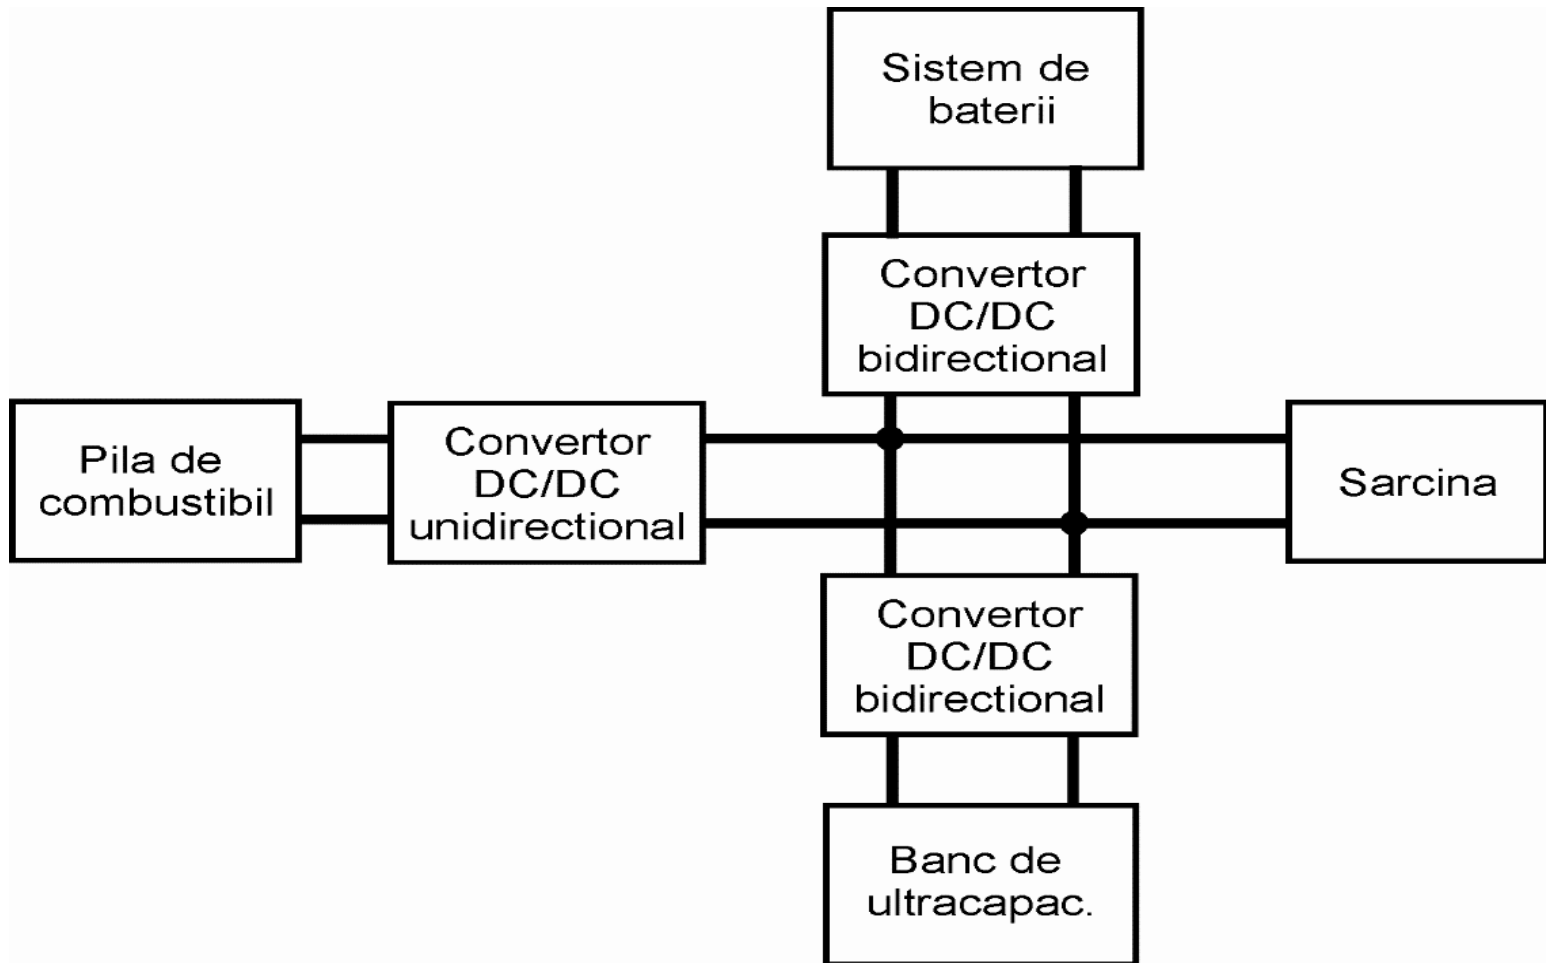 Sistem de
baterii
Convertor
DC/DC
bidirectional
Pila de
combustibil
Convertor
DC/DC
unidirectional
Sarcina
Convertor
DC/DC
bidirectional
Banc de
ultracapac.